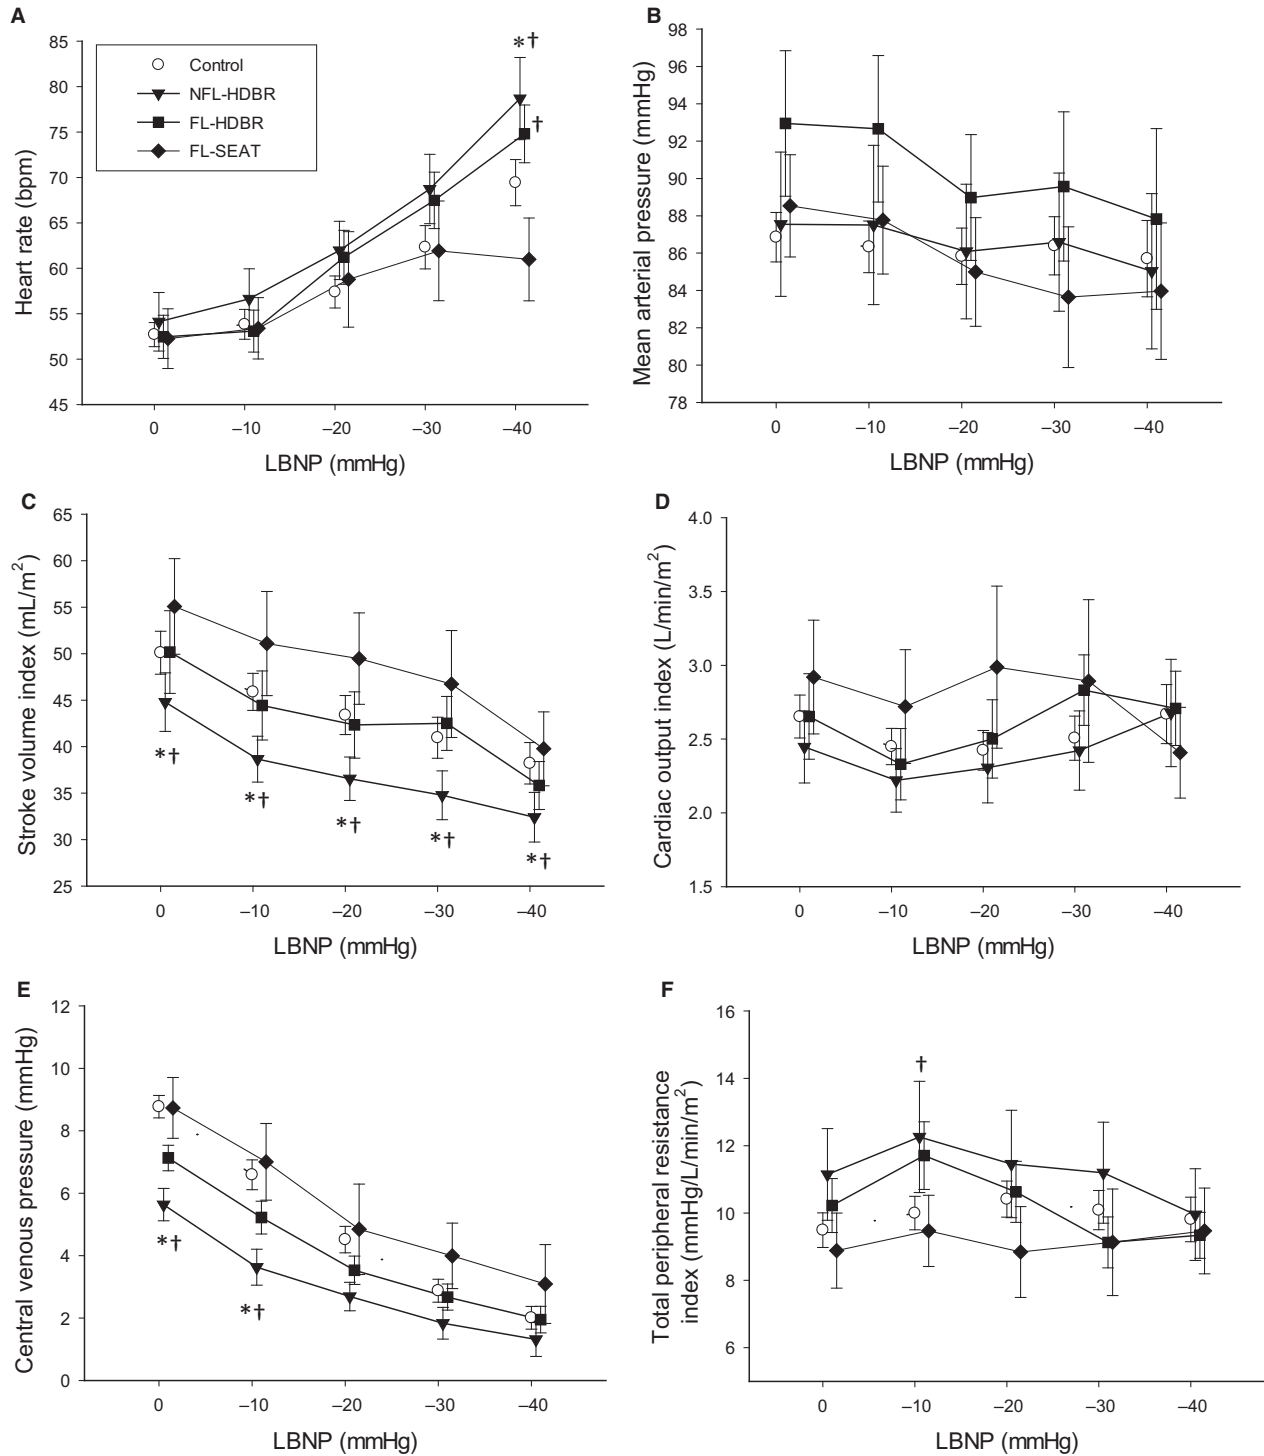 A
Heart rate (bpm)
85
80
75
70
65
60
55
50
45
Control
NFL-HDBR
FL-HDBR
FL-SEAT
*†
†
0 –10 –20 –30 –40
LBNP (mmHg)
B
Mean arterial pressure (mmHg)
98
96
94
92
90
88
86
84
82
80
78
0 –10 –20 –30 –40
LBNP (mmHg)
C
Stroke volume index (mL/m²)
65
60
55
50
45
40
35
30
25
*†
*†
*†
*†
*†
0 –10 –20 –30 –40
LBNP (mmHg)
D
Cardiac output index (L/min/m²)
4.0
3.5
3.0
2.5
2.0
1.5
0 –10 –20 –30 –40
LBNP (mmHg)
E
Central venous pressure (mmHg)
12
10
8
6
4
2
0
*†
*†
0 –10 –20 –30 –40
LBNP (mmHg)
F
Total peripheral resistance
index (mmHg/L/min/m²)
16
14
12
10
8
6
†
0 –10 –20 –30 –40
LBNP (mmHg)